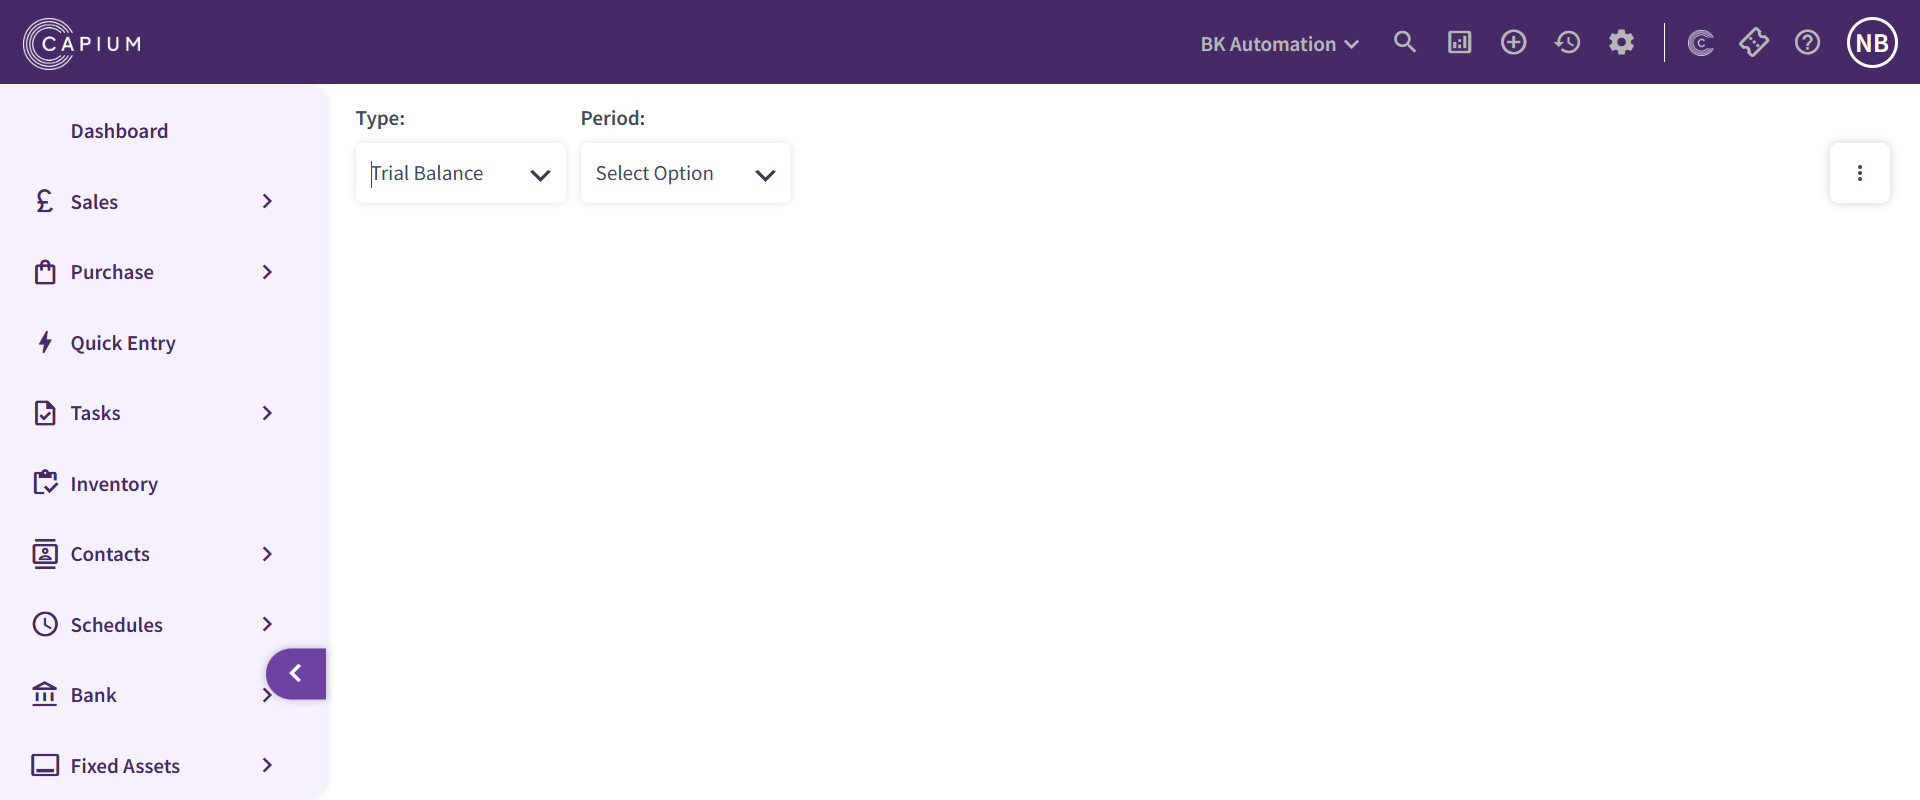 CAPIUM
BK Automation
C
NB
Dashboard
Sales
Purchase
Quick Entry
Tasks
Inventory
Contacts
Schedules
Bank
Fixed Assets
Type:
Period:
Trial Balance
Select Option